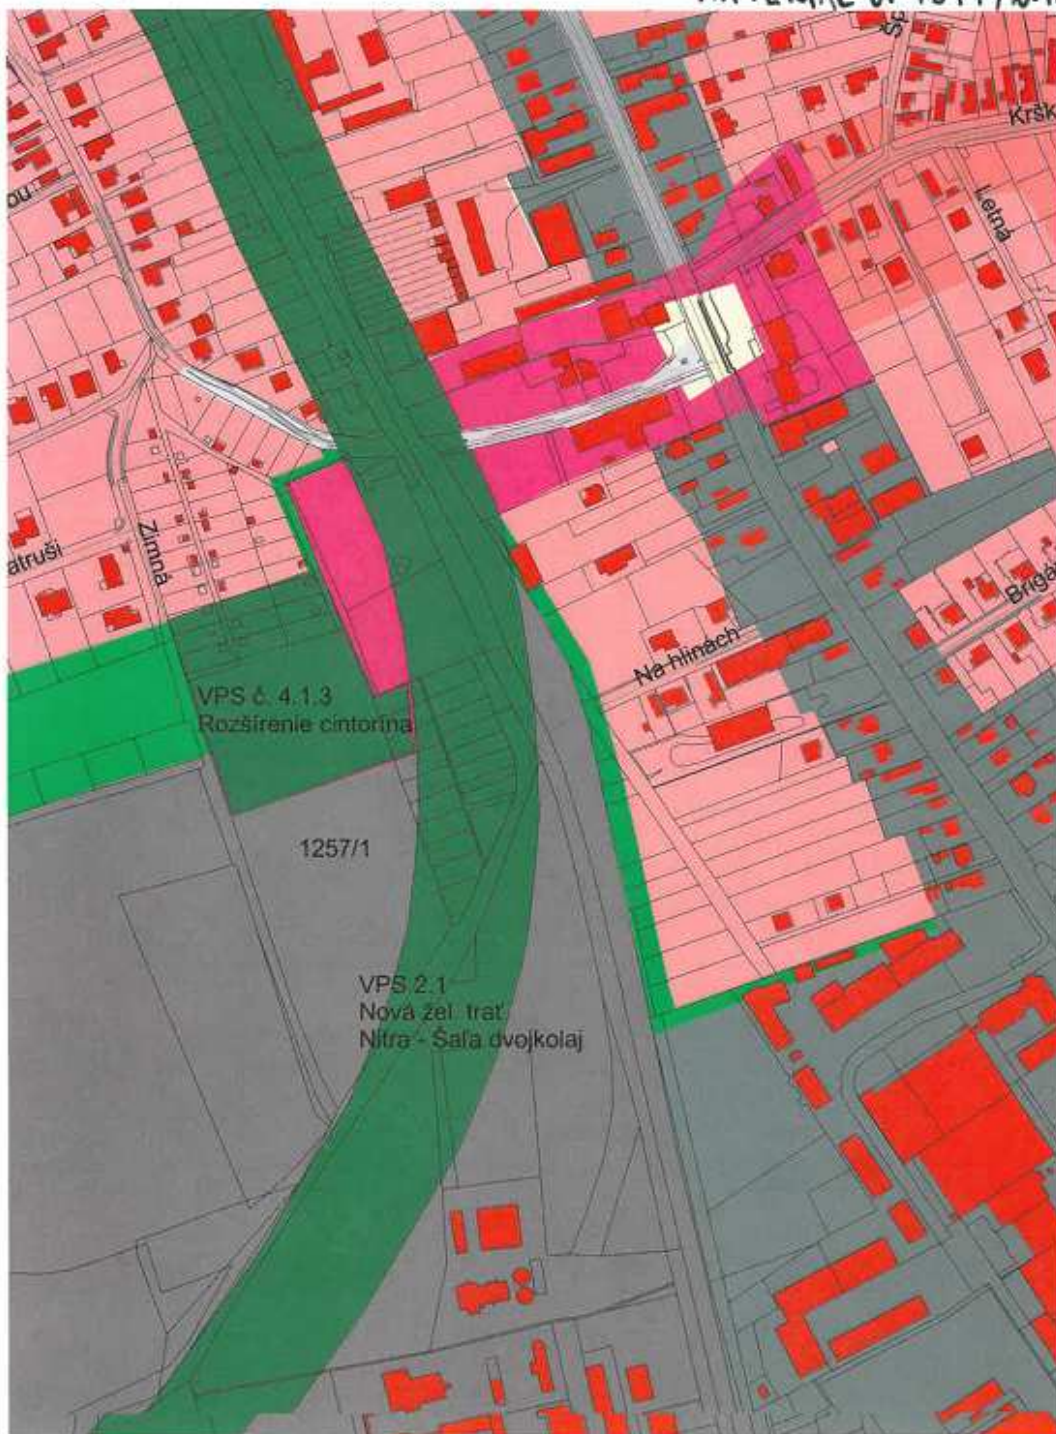 Kršk
ou
Letná
Zimná
atruši
Na hlinách
Brigá
VPS č. 4.1.3
Rozšírenie cintorína
1257/1
VPS 2.1
Nová žel. trať
Nitra - Šaľa dvojkolaj